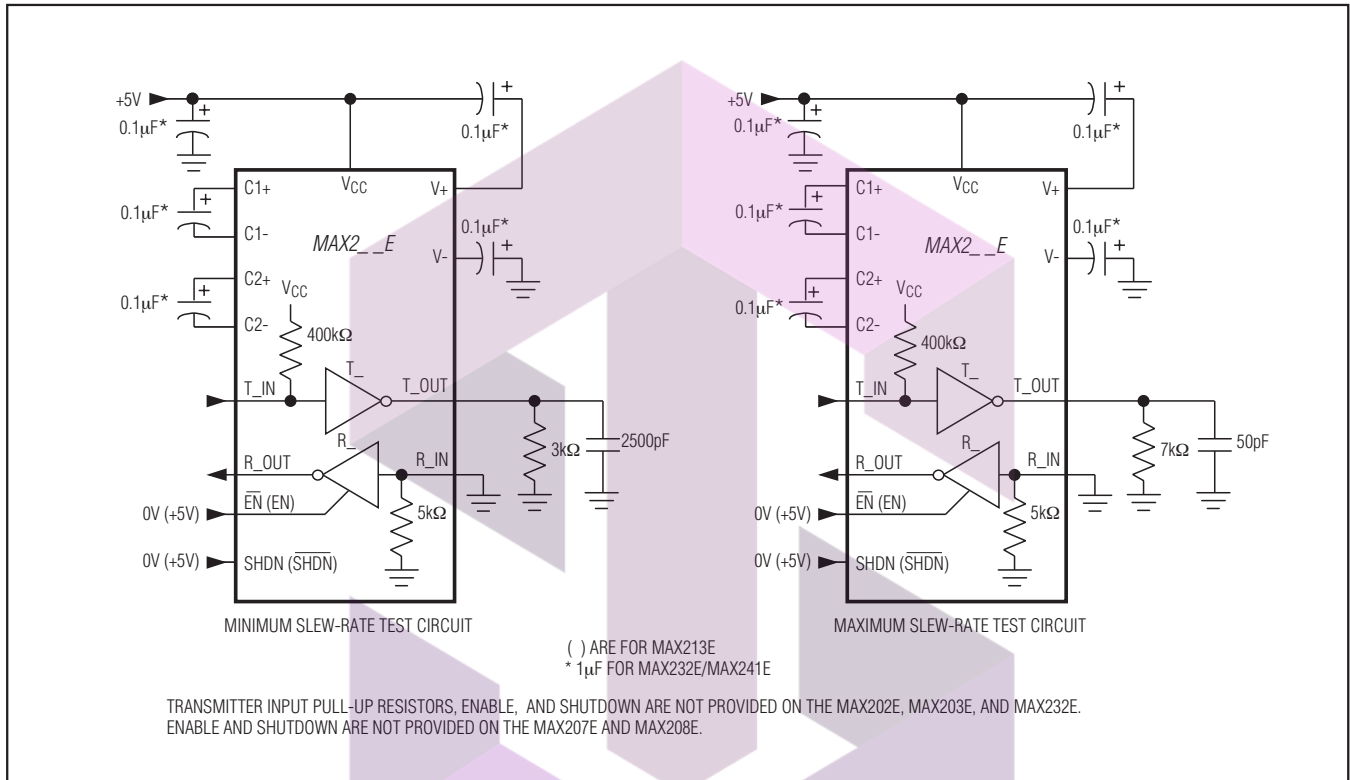 +5V
0.1μF*
0.1μF*
VCC
V+
C1+
0.1μF*
C1-
MAX2_ _E
0.1μF*
V-
C2+
VCC
0.1μF*
C2-
400kΩ
T_
T_IN
T_OUT
3kΩ
2500pF
R_
R_OUT
R_IN
EN (EN)
0V (+5V)
5kΩ
0V (+5V)
SHDN (SHDN)
MINIMUM SLEW-RATE TEST CIRCUIT
+5V
0.1μF*
0.1μF*
VCC
V+
C1+
0.1μF*
C1-
MAX2_ _E
0.1μF*
V-
C2+
VCC
0.1μF*
C2-
400kΩ
T_
T_IN
T_OUT
7kΩ
50pF
R_
R_OUT
R_IN
EN (EN)
0V (+5V)
5kΩ
0V (+5V)
SHDN (SHDN)
MAXIMUM SLEW-RATE TEST CIRCUIT
( ) ARE FOR MAX213E
* 1μF FOR MAX232E/MAX241E
TRANSMITTER INPUT PULL-UP RESISTORS, ENABLE, AND SHUTDOWN ARE NOT PROVIDED ON THE MAX202E, MAX203E, AND MAX232E.
ENABLE AND SHUTDOWN ARE NOT PROVIDED ON THE MAX207E AND MAX208E.